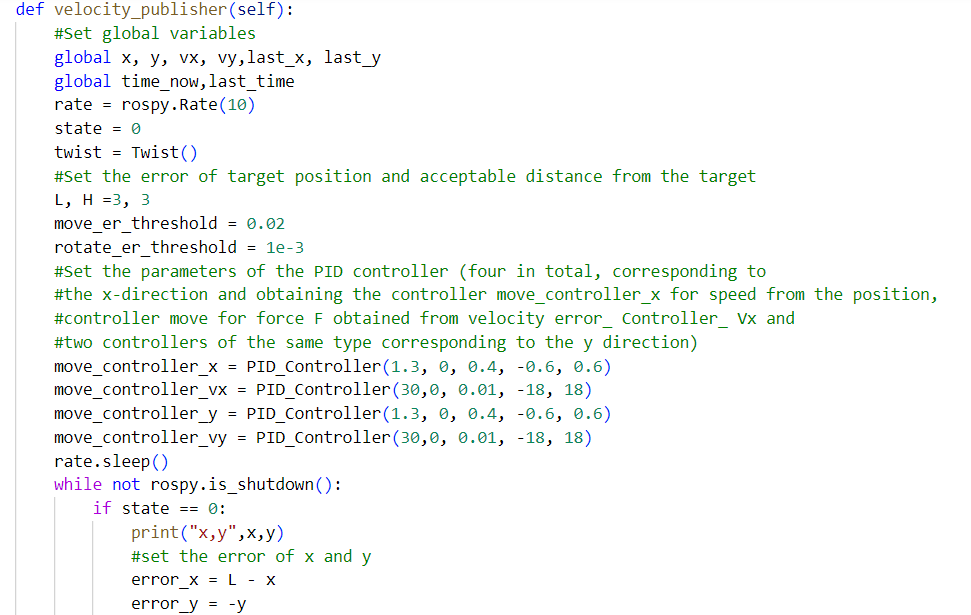 def velocity_publisher(self):
#Set global variables
global x, y, vx, vy,last_x, last_y
global time_now,last_time
rate = rospy.Rate(10)
state = 0
twist = Twist()
#Set the error of target position and acceptable distance from the target
L, H =3, 3
move_er_threshold = 0.02
rotate_er_threshold = 1e-3
#Set the parameters of the PID controller (four in total, corresponding to
#the x-direction and obtaining the controller move_controller_x for speed from the position,
#controller move for force F obtained from velocity error_ Controller_ Vx and
#two controllers of the same type corresponding to the y direction)
move_controller_x = PID_Controller(1.3, 0, 0.4, -0.6, 0.6)
move_controller_vx = PID_Controller(30,0, 0.01, -18, 18)
move_controller_y = PID_Controller(1.3, 0, 0.4, -0.6, 0.6)
move_controller_vy = PID_Controller(30,0, 0.01, -18, 18)
rate.sleep()
while not rospy.is_shutdown():
if state == 0:
print("x,y",x,y)
#set the error of x and y
error_x = L - x
error_y = -y